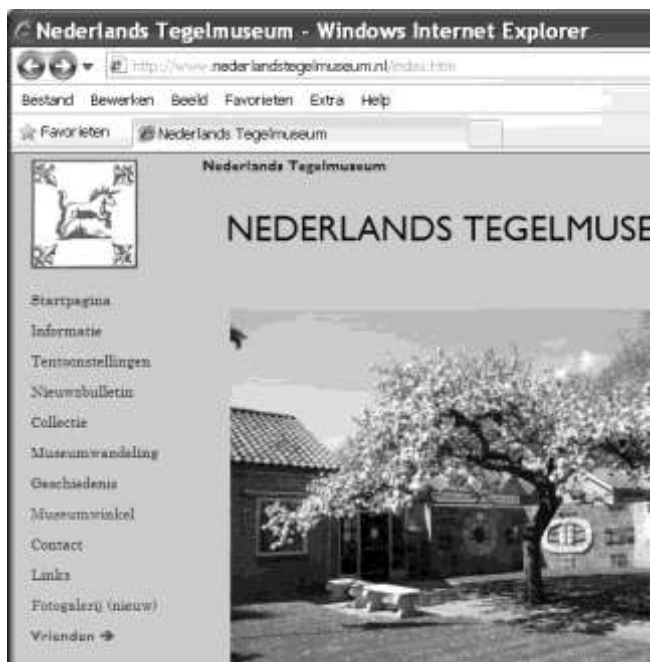 Nederlands Tegelmuseum - Windows Internet Explorer
http://www.nederlandstegelmuseum.nl/index.htm
Bestand Bewerken Beeld Favorieten Extra Help
Favorieten Nederlands Tegelmuseum
Nederlands Tegelmuseum
NEDERLANDS TEGELMUSE
Startpagina
Informatie
Tentoonstellingen
Nieuwsbulletin
Collectie
Museumwandeling
Geschiedenis
Museumwinkel
Contact
Links
Fotogalerij (nieuw)
Vrienden